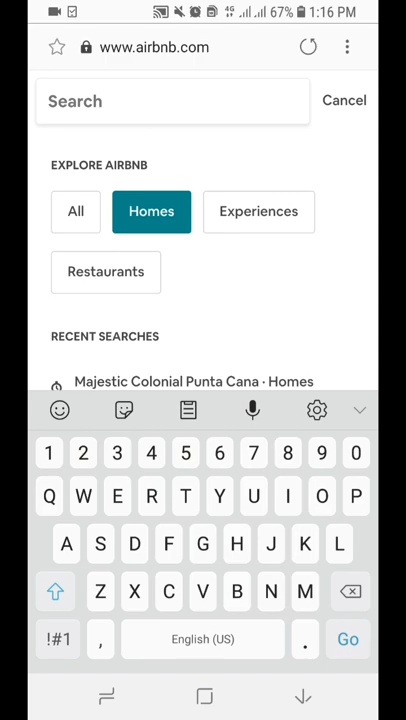 4G 67% 1:16 PM
www.airbnb.com
Search Cancel
EXPLORE AIRBNB
All Homes Experiences
Restaurants
RECENT SEARCHES
Majestic Colonial Punta Cana · Homes
1 2 3 4 5 6 7 8 9 0
Q W E R T Y U I O P
A S D F G H J K L
Z X C V B N M
!#1 , English (US) . Go